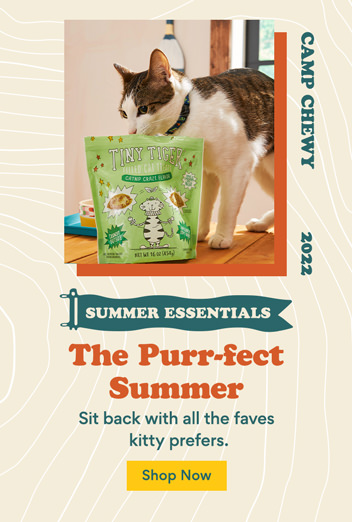 CAMP CHEWY 2022
TINY TIGER
CATNIP CRAZE FLAVOR
NET WT 16 OZ (454g)
SUMMER ESSENTIALS
The Purr-fect
Summer
Sit back with all the faves
kitty prefers.
Shop Now